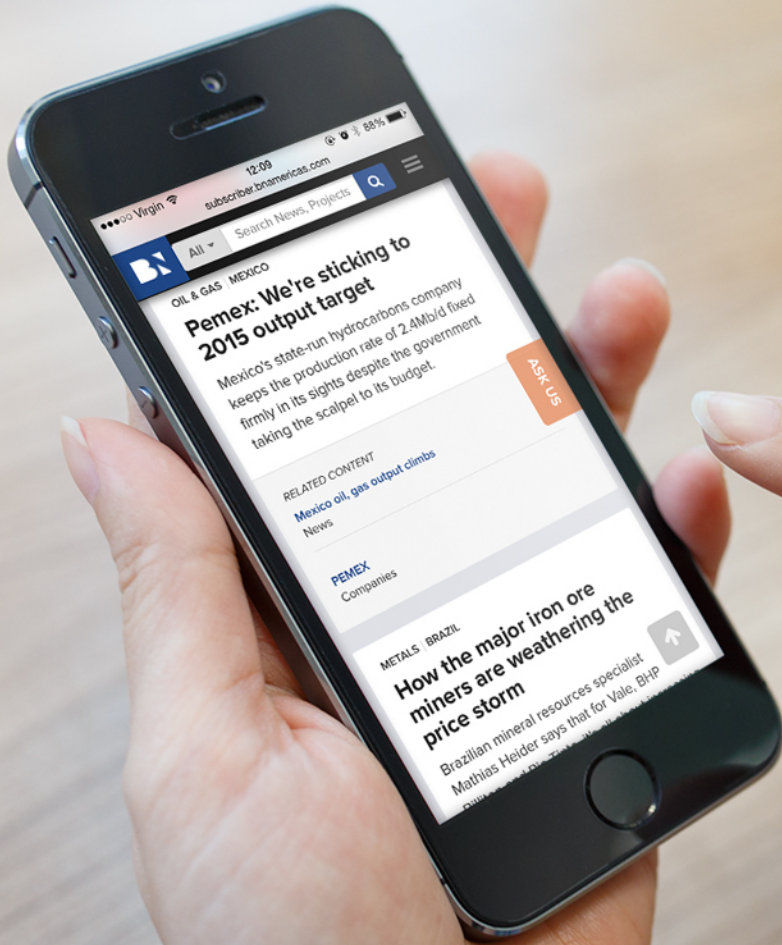 Virgin 12:09 88%
subscriber.bnamericas.com
BN All Search News, Projects
OIL & GAS | MEXICO
Pemex: We're sticking to
2015 output target
Mexico's state-run hydrocarbons company
keeps the production rate of 2.4Mb/d fixed
firmly in its sights despite the government
taking the scalpel to its budget.
ASK US
RELATED CONTENT
Mexico oil, gas output climbs
News
PEMEX
Companies
METALS | BRAZIL
How the major iron ore
miners are weathering the
price storm
Brazilian mineral resources specialist
Mathias Heider says that for Vale, BHP